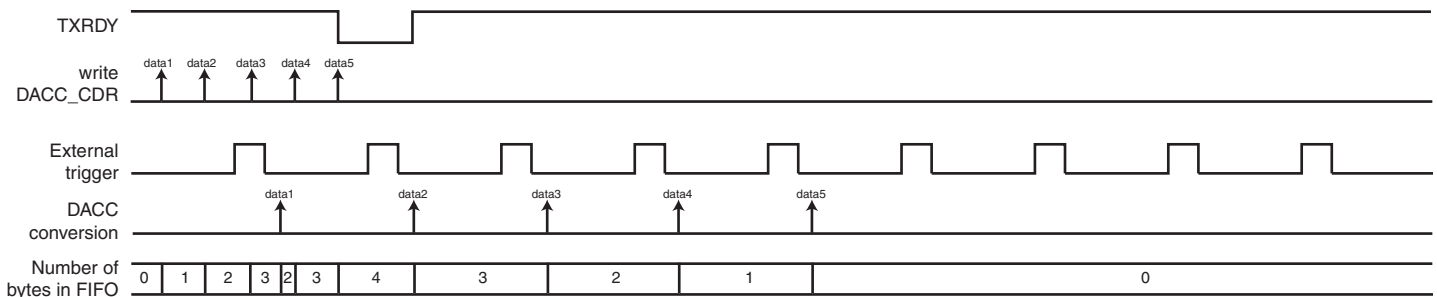 TXRDY
data1 data2 data3 data4 data5
write
DACC_CDR
External
trigger
data1 data2 data3 data4 data5
DACC
conversion
Number of
bytes in FIFO
0 1 2 3 2 3 4 3 2 1 0